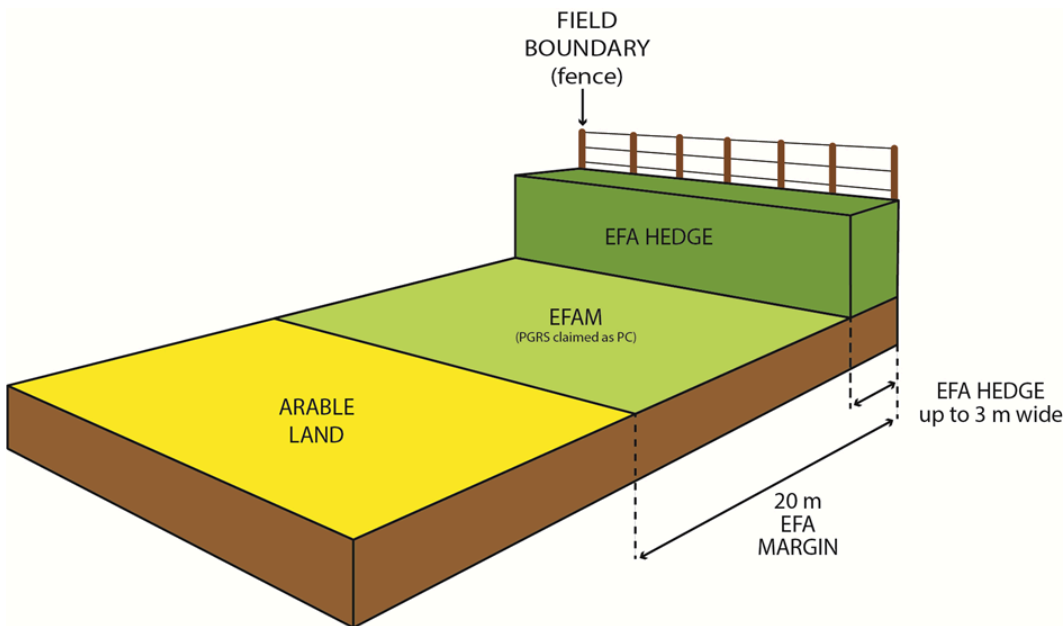 FIELD
BOUNDARY
(fence)
EFA HEDGE
EFAM
(PGRS claimed as PC)
ARABLE
LAND
EFA HEDGE
up to 3 m wide
20 m
EFA
MARGIN